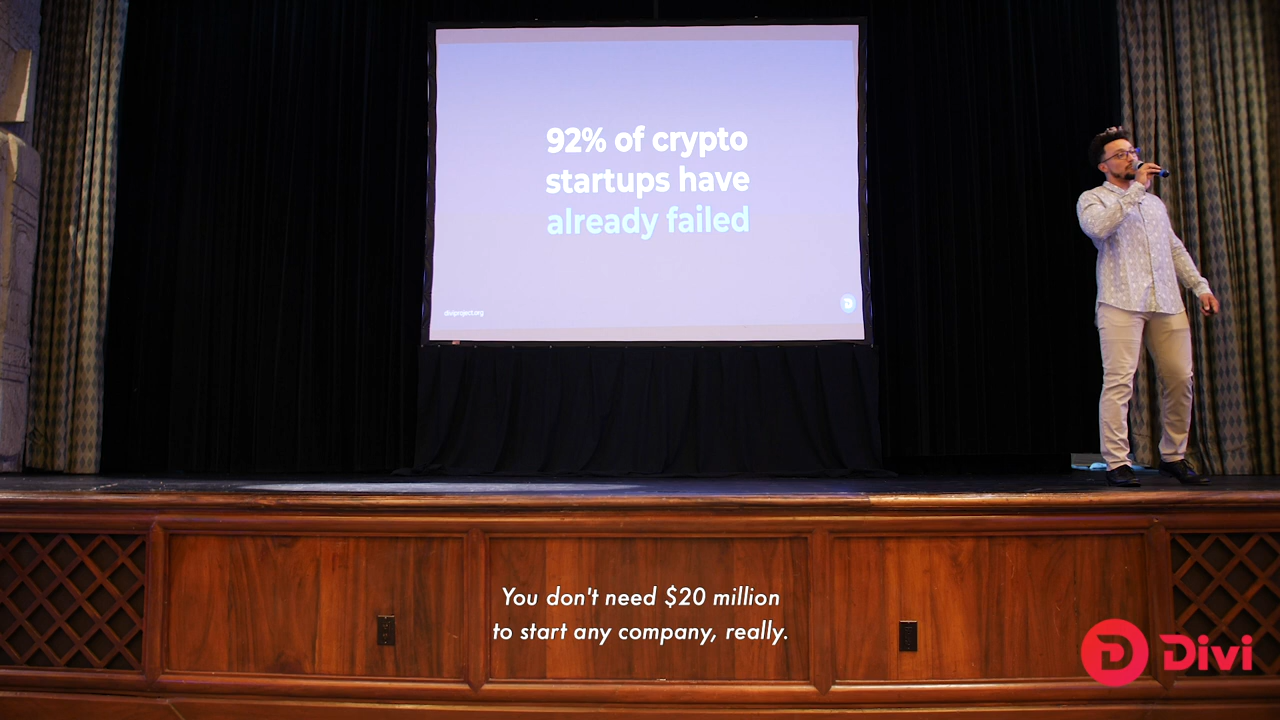 92% of crypto
startups have
already failed
diviproject.org
You don't need $20 million
to start any company, really.
Divi